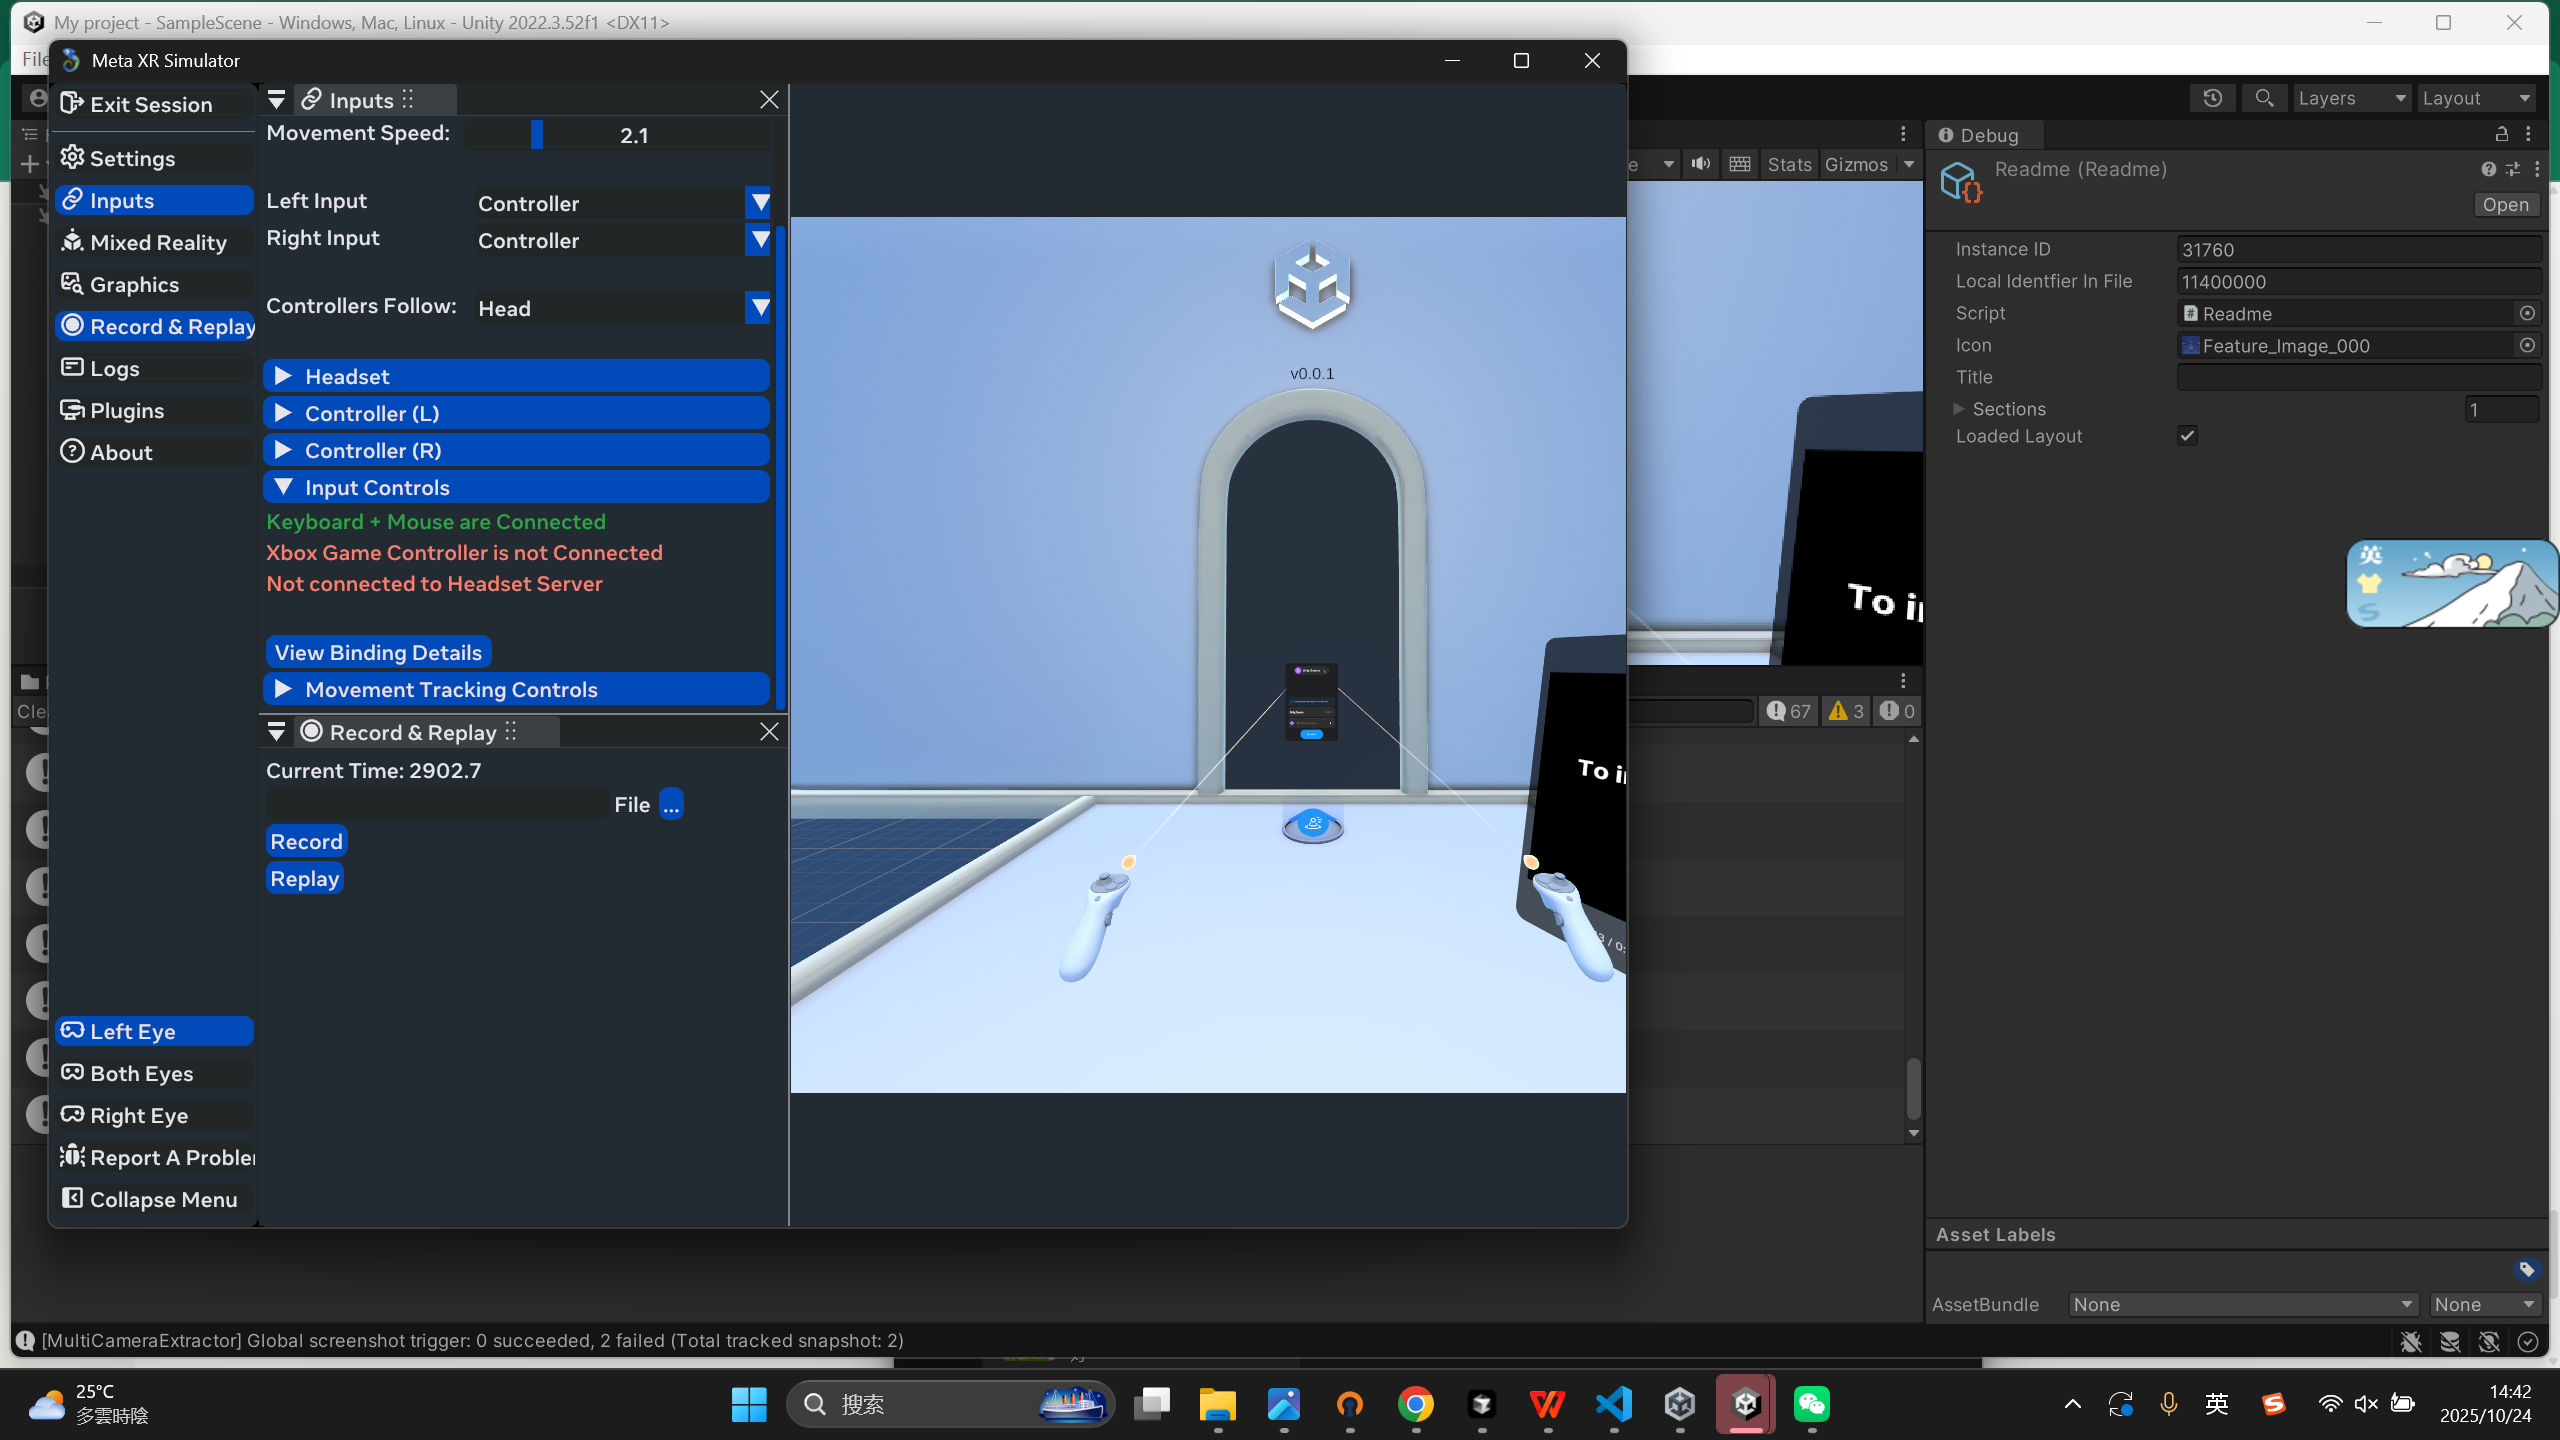 My project - SampleScene - Windows, Mac, Linux - Unity 2022.3.52f1 <DX11>
File
Meta XR Simulator
Layers
Layout
Exit Session
Settings
Inputs
Mixed Reality
Graphics
Record & Replay
Logs
Plugins
About
Left Eye
Both Eyes
Right Eye
Report A Probler
Collapse Menu
Inputs
Movement Speed: 2.1
Left Input Controller
Right Input Controller
Controllers Follow: Head
Headset
Controller (L)
Controller (R)
Input Controls
Keyboard + Mouse are Connected
Xbox Game Controller is not Connected
Not connected to Headset Server
View Binding Details
Movement Tracking Controls
Record & Replay
Current Time: 2902.7
File ...
Record
Replay
v0.0.1
To i
Stats Gizmos
To i
67 3 0
Cle
Debug
Readme (Readme)
Open
Instance ID 31760
Local Identfier In File 11400000
Script Readme
Icon Feature_Image_000
Title
Sections 1
Loaded Layout
英
Asset Labels
AssetBundle None None
[MultiCameraExtractor] Global screenshot trigger: 0 succeeded, 2 failed (Total tracked snapshot: 2)
25°C
多雲時陰
搜索
英
14:42
2025/10/24